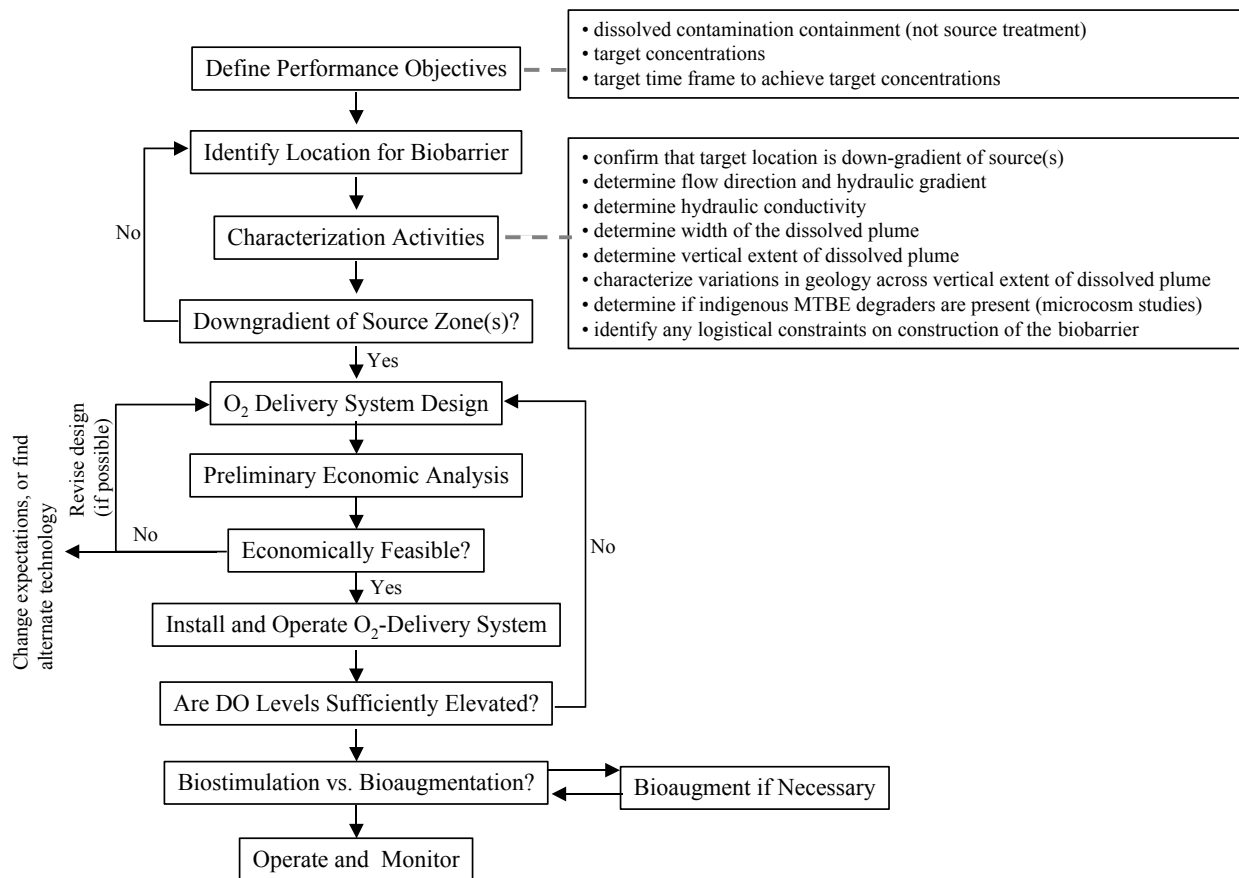 • dissolved contamination containment (not source treatment)
• target concentrations
• target time frame to achieve target concentrations
Define Performance Objectives
Identify Location for Biobarrier
• confirm that target location is down-gradient of source(s)
• determine flow direction and hydraulic gradient
• determine hydraulic conductivity
• determine width of the dissolved plume
• determine vertical extent of dissolved plume
• characterize variations in geology across vertical extent of dissolved plume
• determine if indigenous MTBE degraders are present (microcosm studies)
• identify any logistical constraints on construction of the biobarrier
No
Characterization Activities
Downgradient of Source Zone(s)?
Yes
O₂ Delivery System Design
Revise design
(if possible)
Preliminary Economic Analysis
Change expectations, or find
alternate technology
No
Economically Feasible?
No
Yes
Install and Operate O₂-Delivery System
Are DO Levels Sufficiently Elevated?
Biostimulation vs. Bioaugmentation?
Bioaugment if Necessary
Operate and Monitor